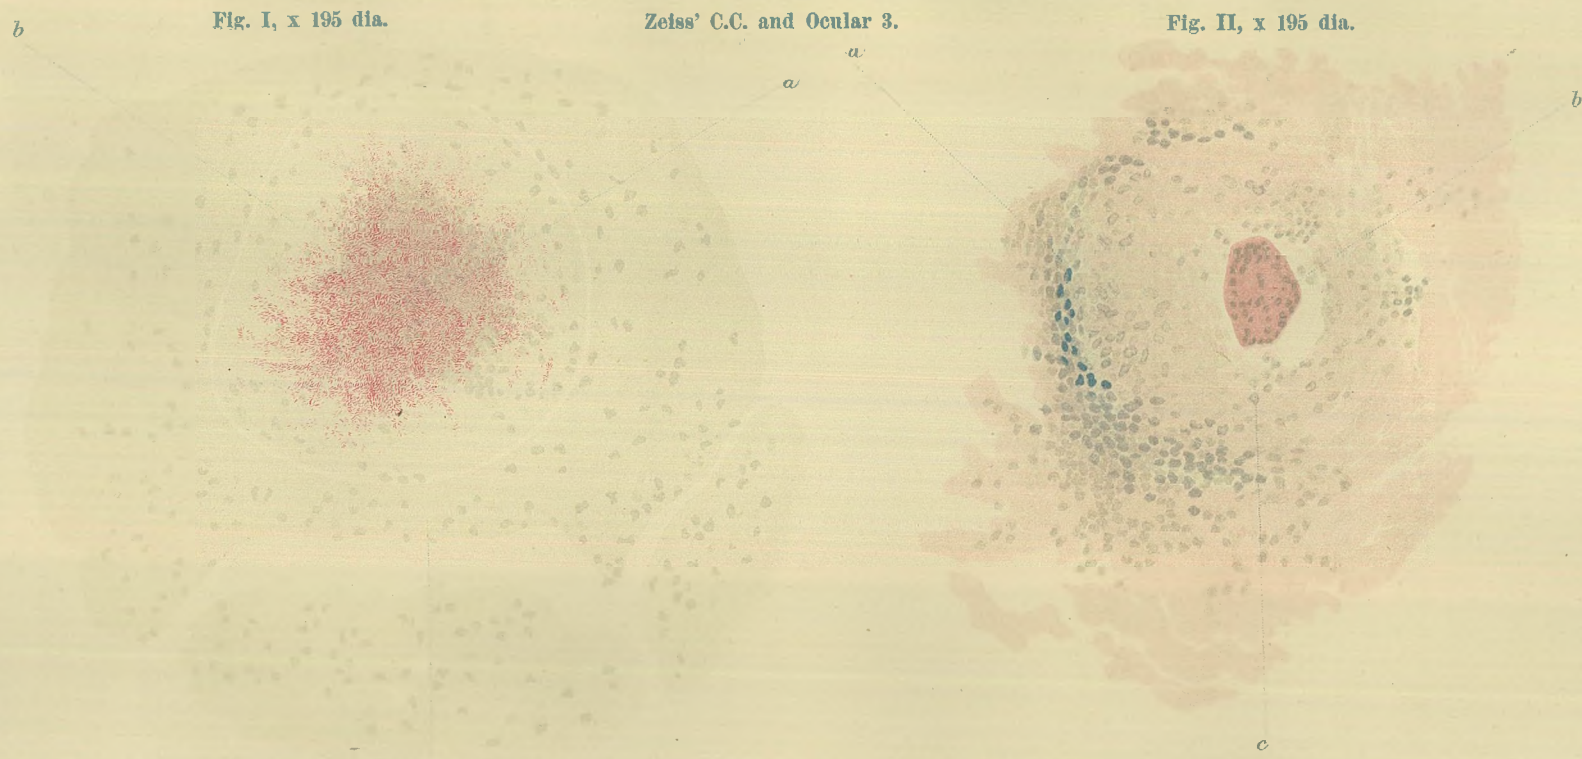 Fig. I, x 195 dia.
Zeiss' C.C. and Ocular 3.
Fig. II, x 195 dia.
b
a
a
b
c